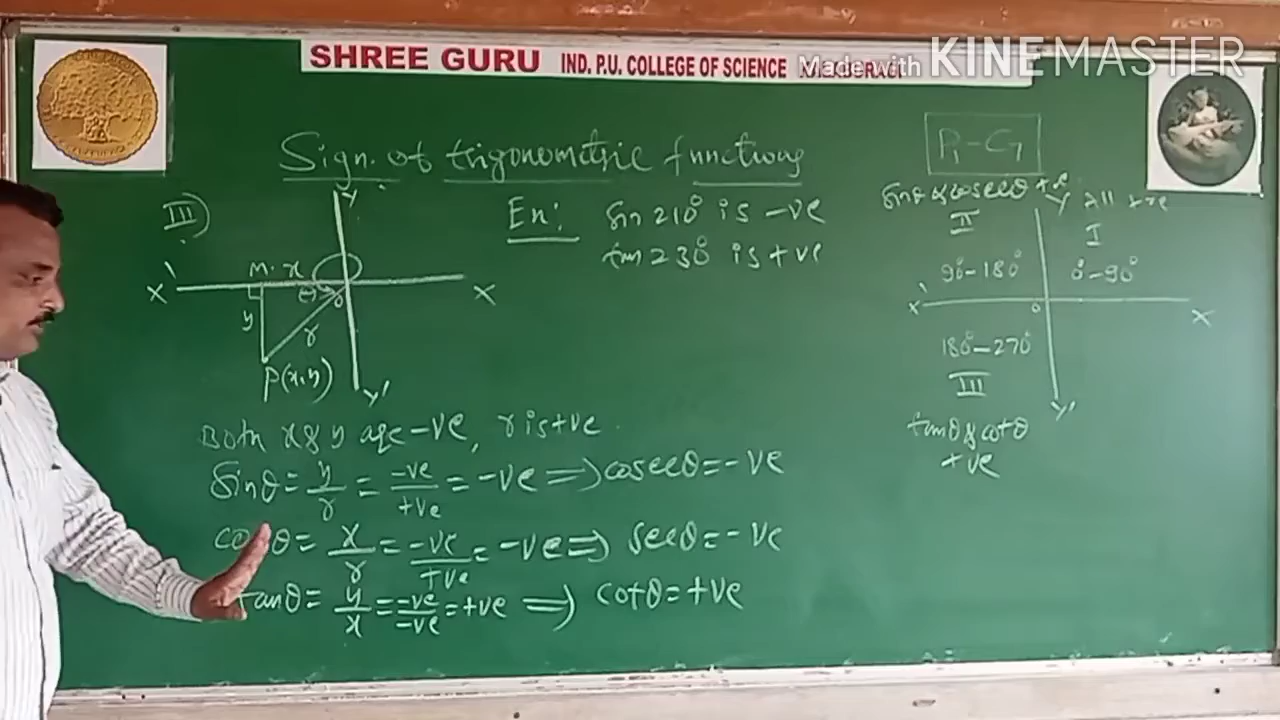 SHREE GURU IND. P.U. COLLEGE OF SCIENCE
Made with KINEMASTER
Sign. of trigonometric functions
P₁-C₇
III)
Y
M. x
X' X
(-) O
y r
P(x,y)
Y'
Ex: sin 210° is -ve
tan 230° is +ve
sinθ & cosecθ +ve Y All +ve
II I
90°-180° 0°-90°
X' O X
180°-270°
III
Y'
tanθ & cotθ
+ve
Both x & y are -ve, r is +ve.
Sinθ = y/r = -ve/+ve = -ve => cosecθ = -ve
cosθ = x/r = -ve/+ve = -ve => secθ = -ve
tanθ = y/x = -ve/-ve = +ve => cotθ = +ve